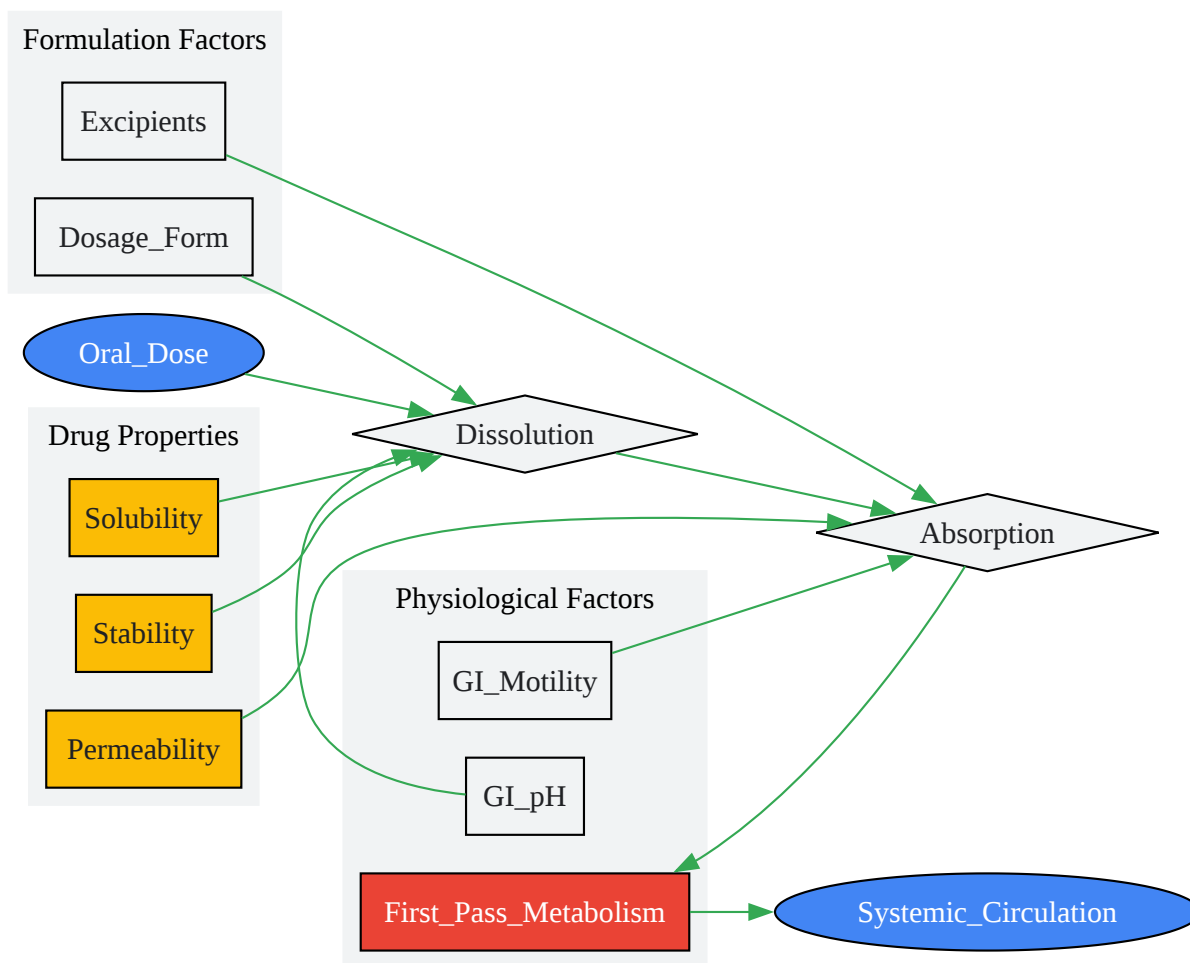 Formulation Factors
Excipients
Dosage_Form
Oral_Dose
Dissolution
Drug Properties
Solubility
Absorption
Stability
Physiological Factors
GI_Motility
Permeability
GI_pH
First_Pass_Metabolism
Systemic_Circulation